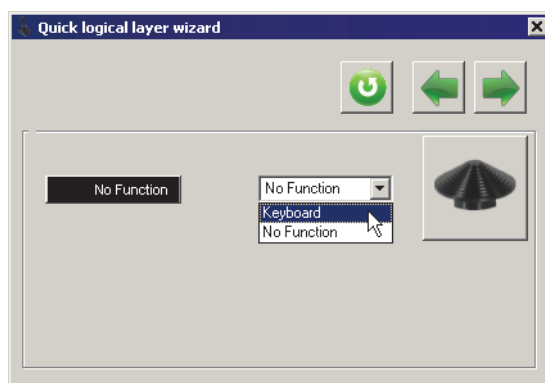 Quick logical layer wizard
No Function
No Function
Keyboard
No Function